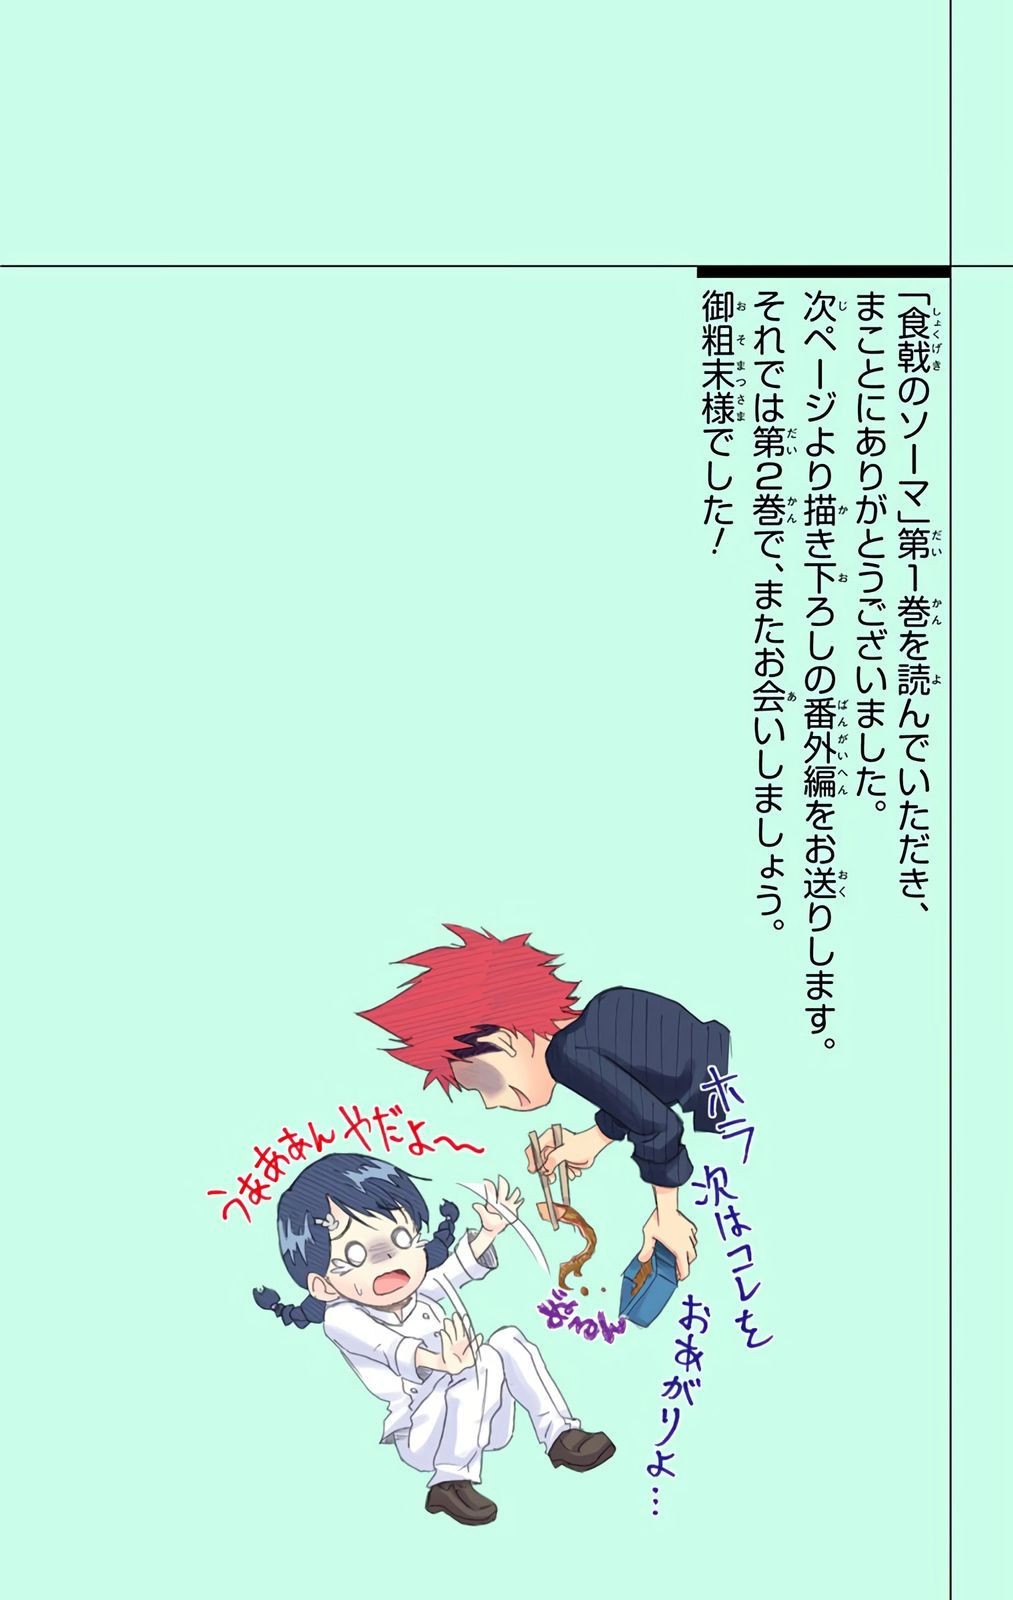 「食戟のソーマ」第1巻を読んでいただき、
まことにありがとうございました。
次ページより描き下ろしの番外編をお送りします。
それでは第2巻で、またお会いしましょう。
御粗末様でした!
ホラ
次はコレを
おあがりよ…
うああああん やだよ〜